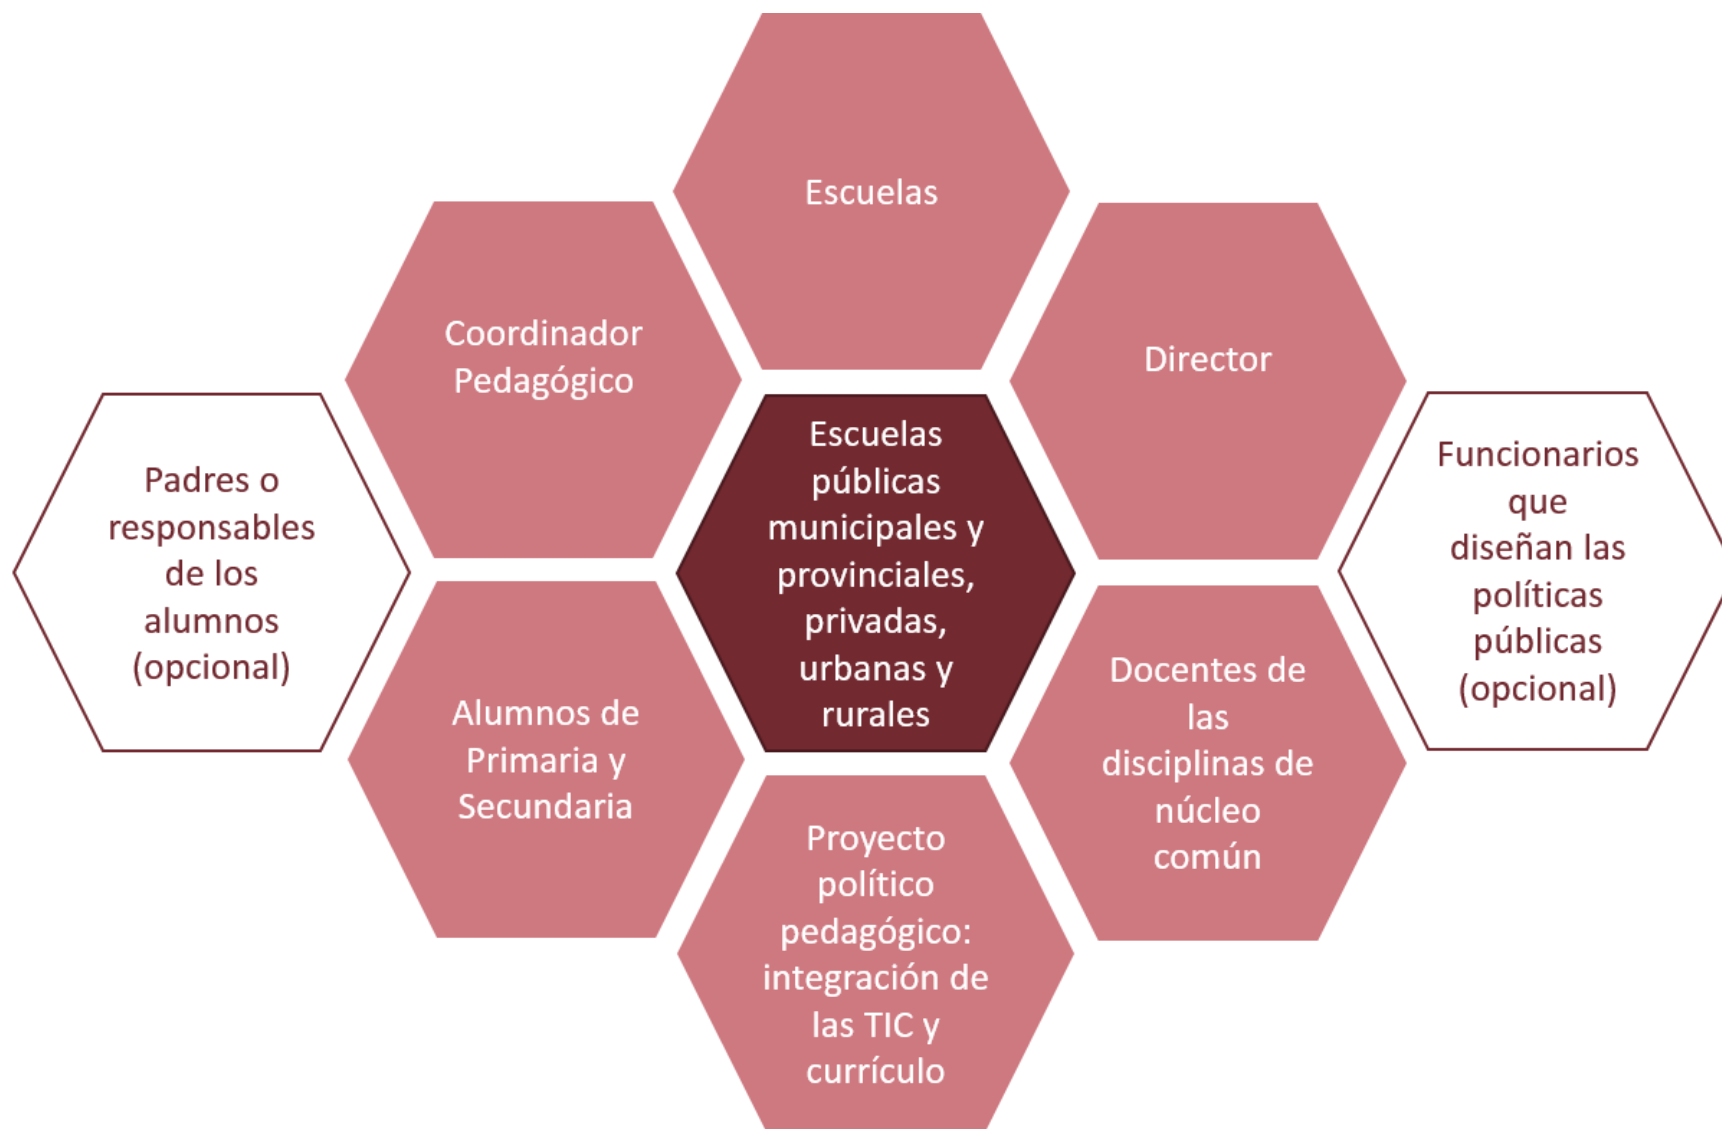 Escuelas
Coordinador
Pedagógico
Director
Padres o
responsables
de los
alumnos
(opcional)
Escuelas
públicas
municipales y
provinciales,
privadas,
urbanas y
rurales
Funcionarios
que
diseñan las
políticas
públicas
(opcional)
Alumnos de
Primaria y
Secundaria
Docentes de
las
disciplinas de
núcleo
común
Proyecto
político
pedagógico:
integración de
las TIC y
currículo